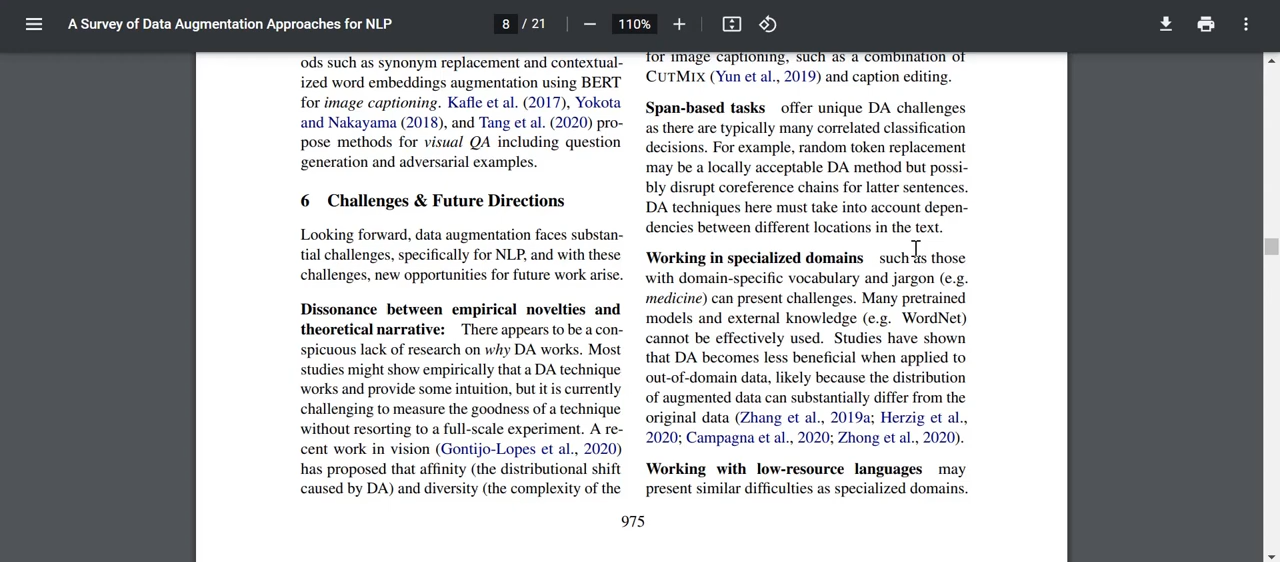 A Survey of Data Augmentation Approaches for NLP
8 / 21
110%
ods such as synonym replacement and contextual-
ized word embeddings augmentation using BERT
for image captioning. Kafle et al. (2017), Yokota
and Nakayama (2018), and Tang et al. (2020) pro-
pose methods for visual QA including question
generation and adversarial examples.
6 Challenges & Future Directions
Looking forward, data augmentation faces substan-
tial challenges, specifically for NLP, and with these
challenges, new opportunities for future work arise.
Dissonance between empirical novelties and
theoretical narrative: There appears to be a con-
spicuous lack of research on why DA works. Most
studies might show empirically that a DA technique
works and provide some intuition, but it is currently
challenging to measure the goodness of a technique
without resorting to a full-scale experiment. A re-
cent work in vision (Gontijo-Lopes et al., 2020)
has proposed that affinity (the distributional shift
caused by DA) and diversity (the complexity of the
for image captioning, such as a combination of
CUTMIX (Yun et al., 2019) and caption editing.
Span-based tasks offer unique DA challenges
as there are typically many correlated classification
decisions. For example, random token replacement
may be a locally acceptable DA method but possi-
bly disrupt coreference chains for latter sentences.
DA techniques here must take into account depen-
dencies between different locations in the text.
Working in specialized domains such as those
with domain-specific vocabulary and jargon (e.g.
medicine) can present challenges. Many pretrained
models and external knowledge (e.g. WordNet)
cannot be effectively used. Studies have shown
that DA becomes less beneficial when applied to
out-of-domain data, likely because the distribution
of augmented data can substantially differ from the
original data (Zhang et al., 2019a; Herzig et al.,
2020; Campagna et al., 2020; Zhong et al., 2020).
Working with low-resource languages may
present similar difficulties as specialized domains.
975